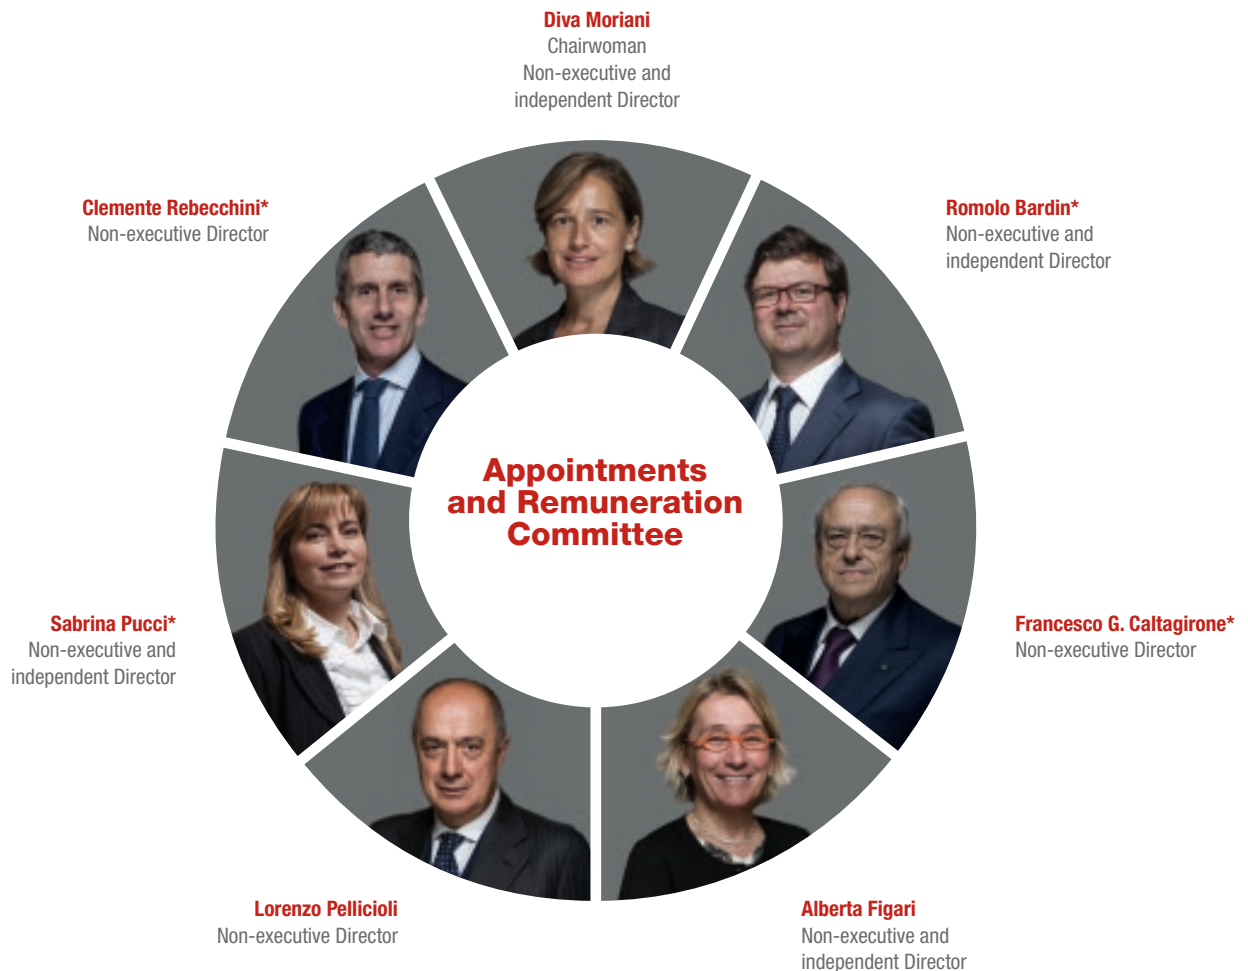 Diva Moriani
Chairwoman
Non-executive and
independent Director
Clemente Rebecchini*
Non-executive Director
Romolo Bardin*
Non-executive and
independent Director
Appointments
and Remuneration
Committee
Sabrina Pucci*
Non-executive and
independent Director
Francesco G. Caltagirone*
Non-executive Director
Lorenzo Pellicioli
Non-executive Director
Alberta Figari
Non-executive and
independent Director